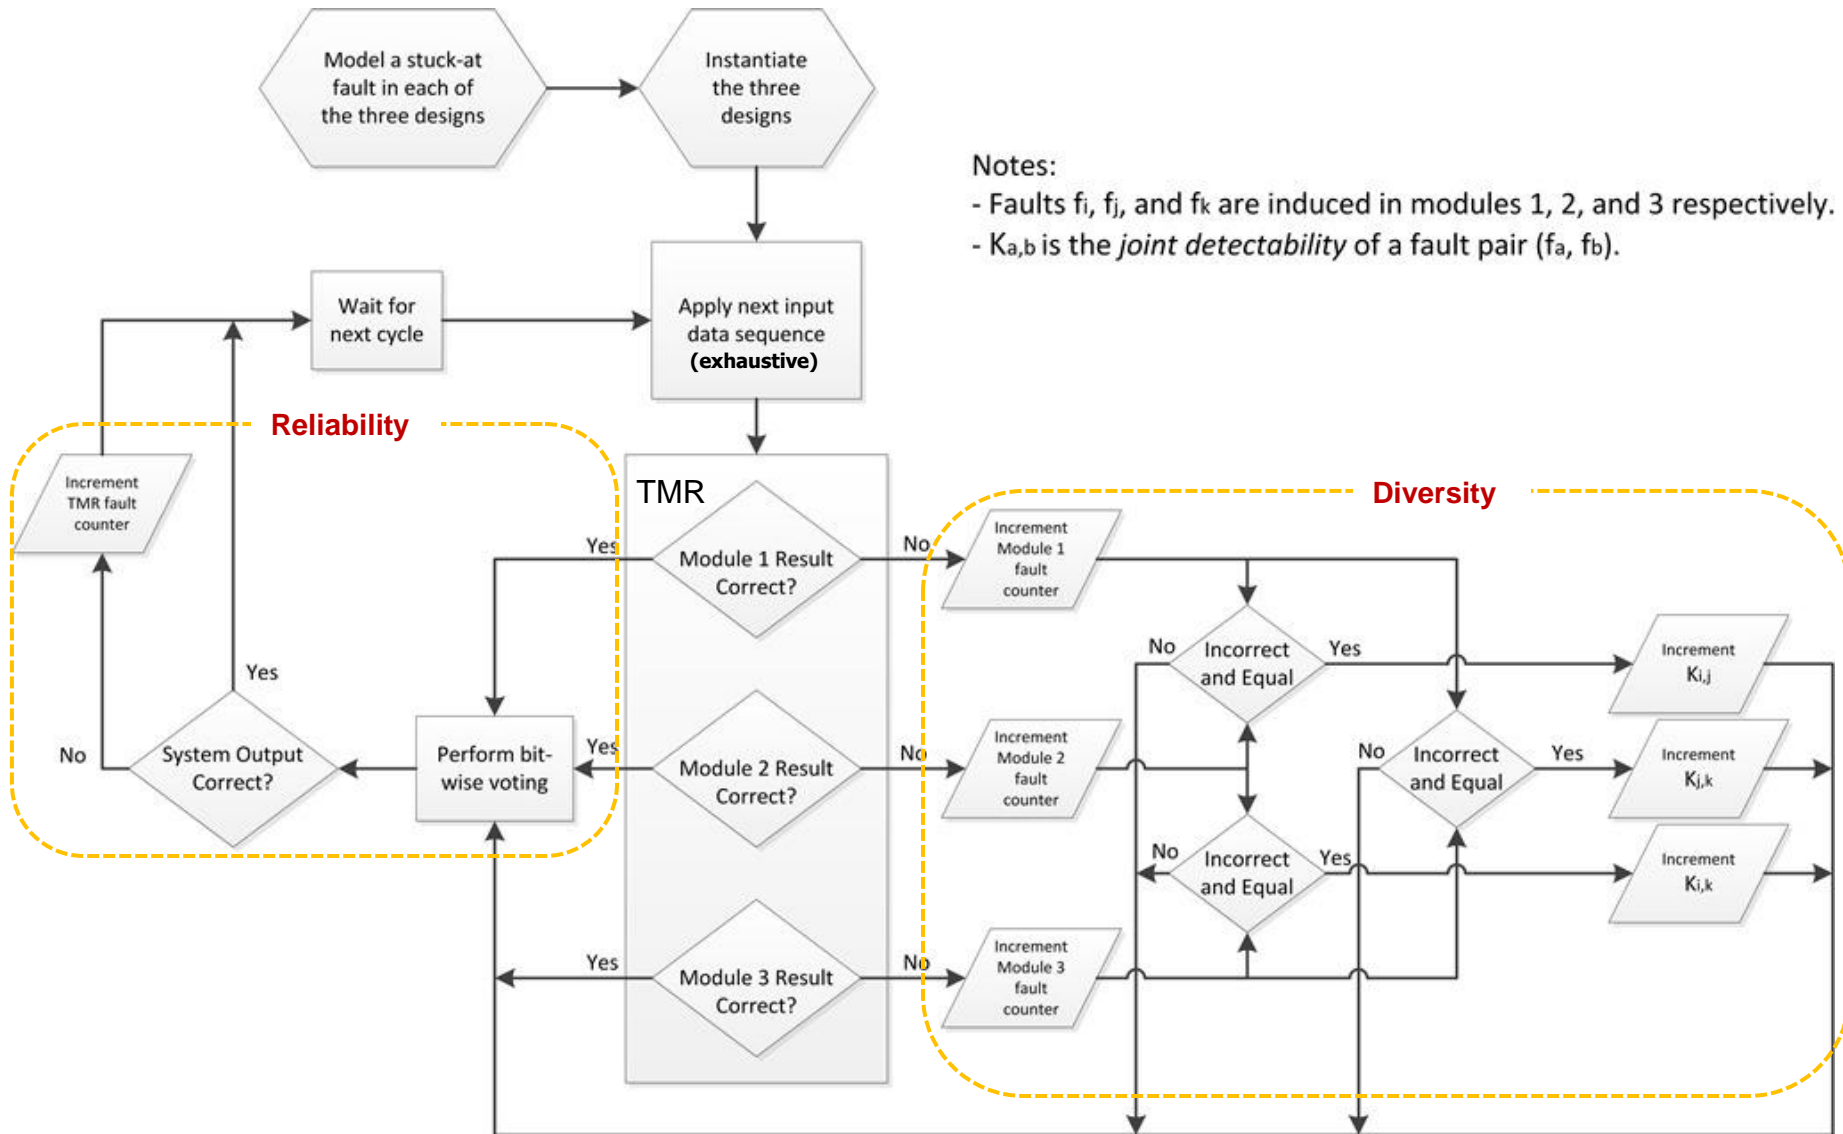 Model a stuck-at
fault in each of
the three designs
Instantiate
the three
designs
Notes:
- Faults fi, fj, and fk are induced in modules 1, 2, and 3 respectively.
- Ka,b is the joint detectability of a fault pair (fa, fb).
Wait for
next cycle
Apply next input
data sequence
(exhaustive)
Reliability
Increment
TMR fault
counter
TMR
Diversity
Yes
Module 1 Result
Correct?
No
Increment
Module 1
fault
counter
No
Incorrect
and Equal
Yes
Increment
Ki,j
Yes
No
System Output
Correct?
Perform bit-
wise voting
Yes
Module 2 Result
Correct?
No
Increment
Module 2
fault
counter
No
Incorrect
and Equal
Yes
Increment
Kj,k
No
Incorrect
and Equal
Yes
Increment
Ki,k
Yes
Module 3 Result
Correct?
No
Increment
Module 3
fault
counter